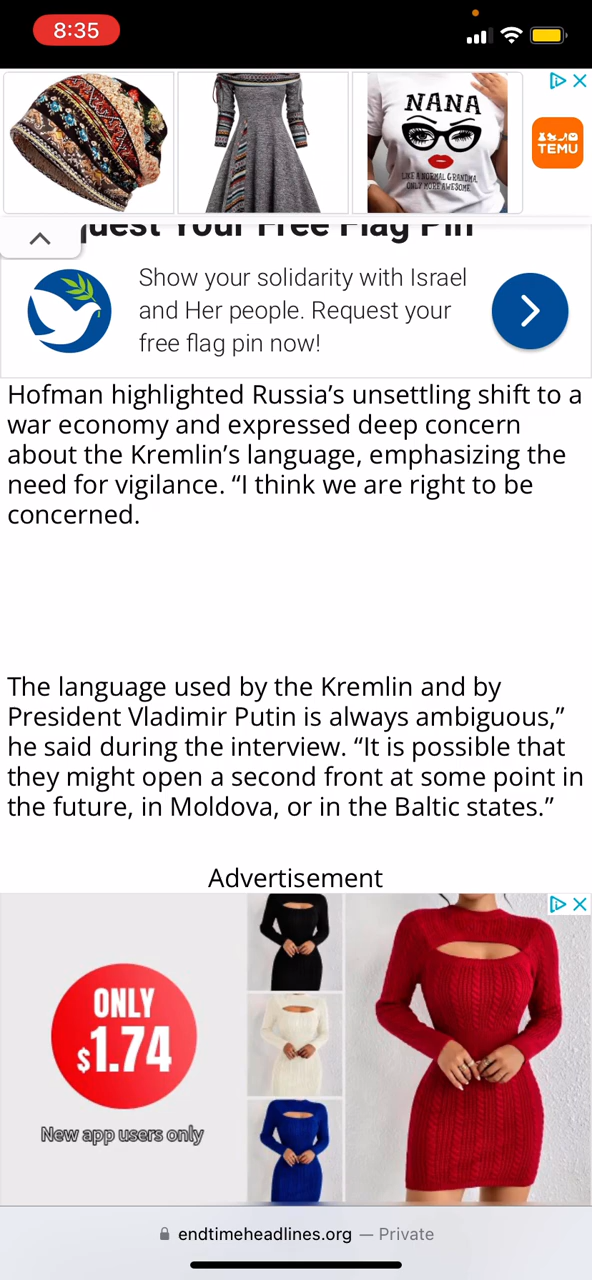 8:35
NANA
LIKE A NORMAL GRANDMA,
ONLY MORE AWESOME
TEMU
Your Free Flag Pin
Show your solidarity with Israel
and Her people. Request your
free flag pin now!
Hofman highlighted Russia’s unsettling shift to a
war economy and expressed deep concern
about the Kremlin’s language, emphasizing the
need for vigilance. “I think we are right to be
concerned.
The language used by the Kremlin and by
President Vladimir Putin is always ambiguous,”
he said during the interview. “It is possible that
they might open a second front at some point in
the future, in Moldova, or in the Baltic states.”
Advertisement
ONLY
$1.74
New app users only
endtimeheadlines.org — Private